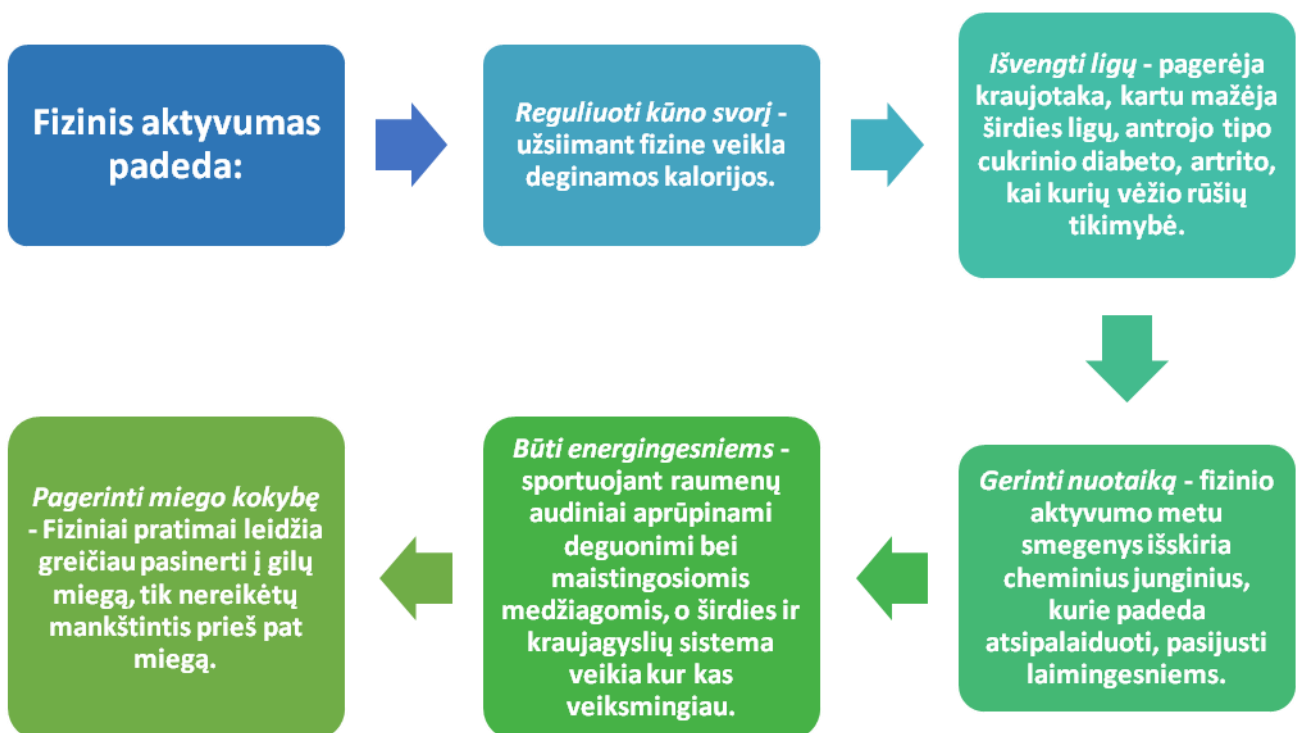 Fizinis aktyvumas
padeda:
Reguliuoti kūno svorį -
užsiimant fizine veikla
deginamos kalorijos.
Išvengti ligų - pagerėja
kraujotaka, kartu mažėja
širdies ligų, antrojo tipo
cukrinio diabeto, artrito,
kai kurių vėžio rūšių
tikimybė.
Gerinti nuotaiką - fizinio
aktyvumo metu
smegenys išskiria
cheminius junginius,
kurie padeda
atsipalaiduoti, pasijusti
laimingesniems.
Būti energingesniems -
sportuojant raumenų
audiniai aprūpinami
deguonimi bei
maistingosiomis
medžiagomis, o širdies ir
kraujagyslių sistema
veikia kur kas
veiksmingiau.
Pagerinti miego kokybę
- Fiziniai pratimai leidžia
greičiau pasinerti į gilų
miegą, tik nereikėtų
mankštintis prieš pat
miegą.